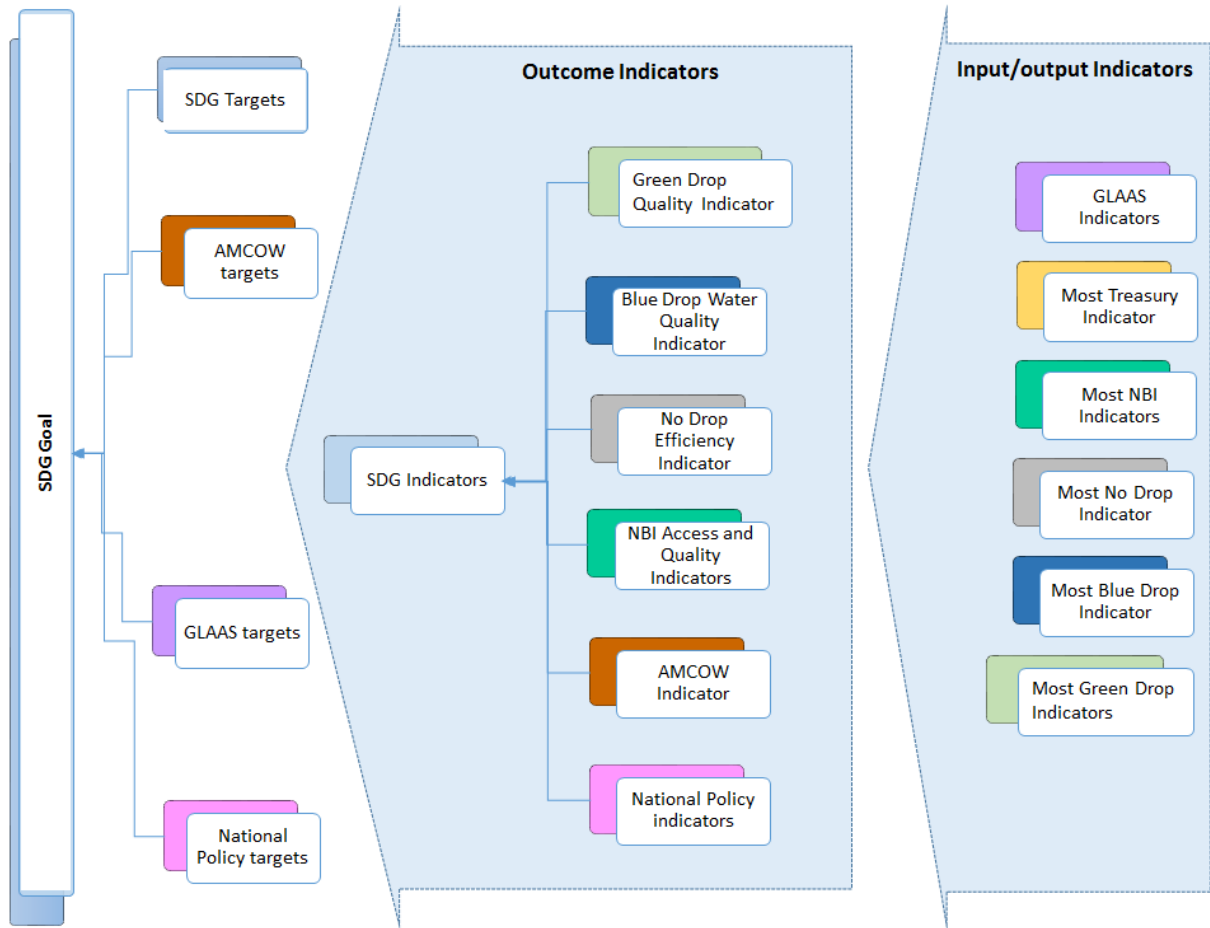 SDG Goal
SDG Targets
AMCOW
targets
GLAAS targets
National
Policy targets
Outcome Indicators
SDG Indicators
Green Drop
Quality Indicator
Blue Drop Water
Quality
Indicator
No Drop
Efficiency
Indicator
NBI Access and
Quality
Indicators
AMCOW
Indicator
National Policy
indicators
Input/output Indicators
GLAAS
Indicators
Most Treasury
Indicator
Most NBI
Indicators
Most No Drop
Indicator
Most Blue Drop
Indicator
Most Green Drop
Indicators